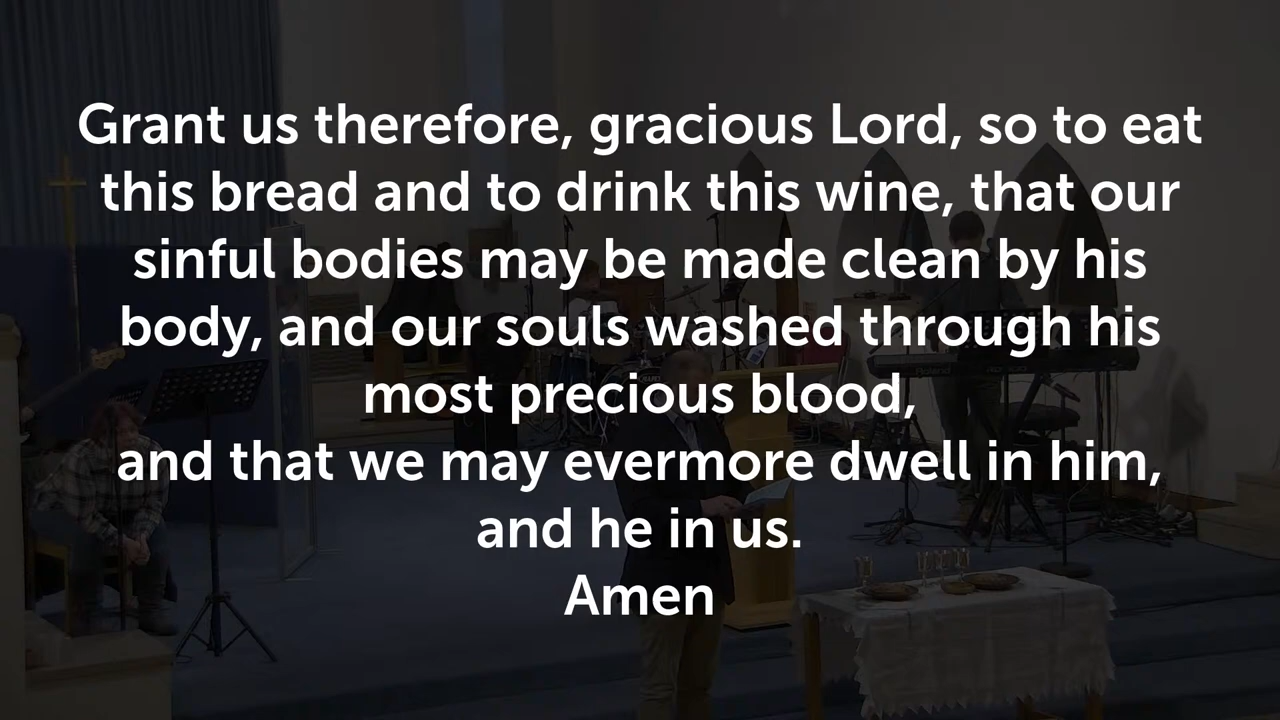 Grant us therefore, gracious Lord, so to eat
this bread and to drink this wine, that our
sinful bodies may be made clean by his
body, and our souls washed through his
most precious blood,
and that we may evermore dwell in him,
and he in us.
Amen
Roland